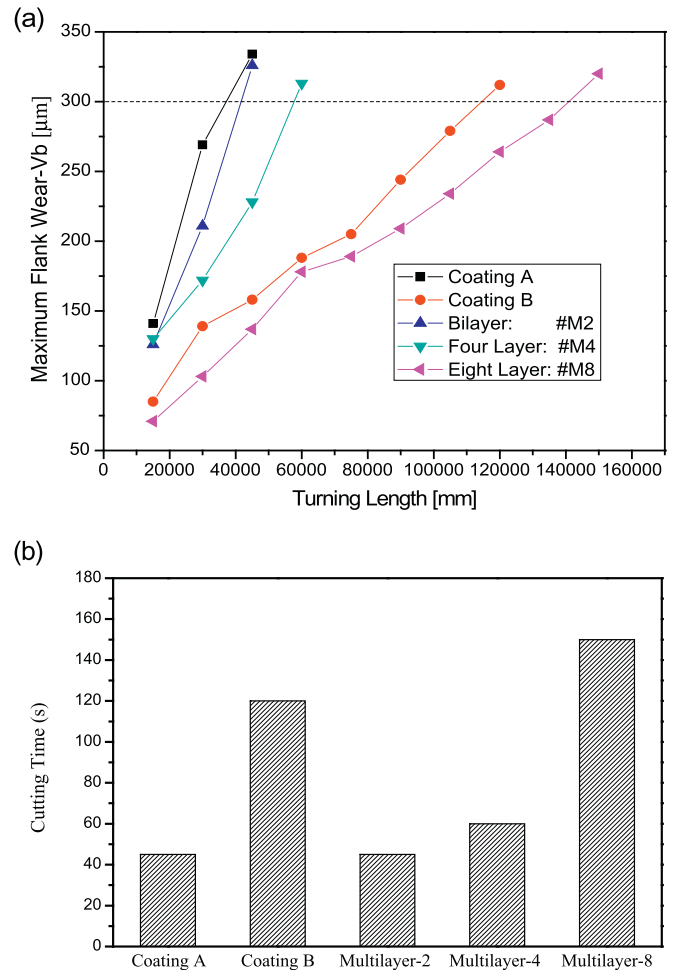 (a)
350
300
250
200
150
100
50
Maximum Flank Wear-Vb [µm]
Coating A
Coating B
Bilayer: #M2
Four Layer: #M4
Eight Layer: #M8
0 20000 40000 60000 80000 100000 120000 140000 160000
Turning Length [mm]
(b)
180
160
140
120
100
80
60
40
20
0
Cutting Time (s)
Coating A Coating B Multilayer-2 Multilayer-4 Multilayer-8